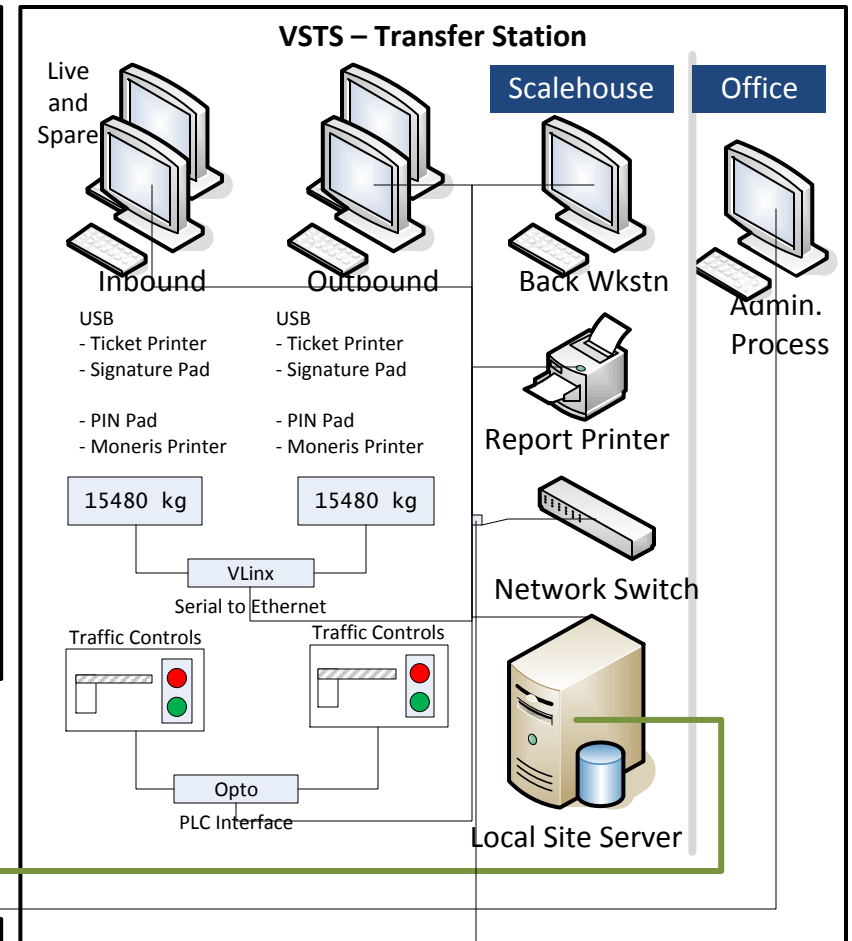 VSTS – Transfer Station
Live
and
Spare
Scalehouse
Office
Inbound
Outbound
Back Wkstn
Admin.
Process
USB
- Ticket Printer
- Signature Pad
- PIN Pad
- Moneris Printer
USB
- Ticket Printer
- Signature Pad
- PIN Pad
- Moneris Printer
Report Printer
15480 kg
15480 kg
VLinx
Serial to Ethernet
Network Switch
Traffic Controls
Traffic Controls
Opto
PLC Interface
Local Site Server